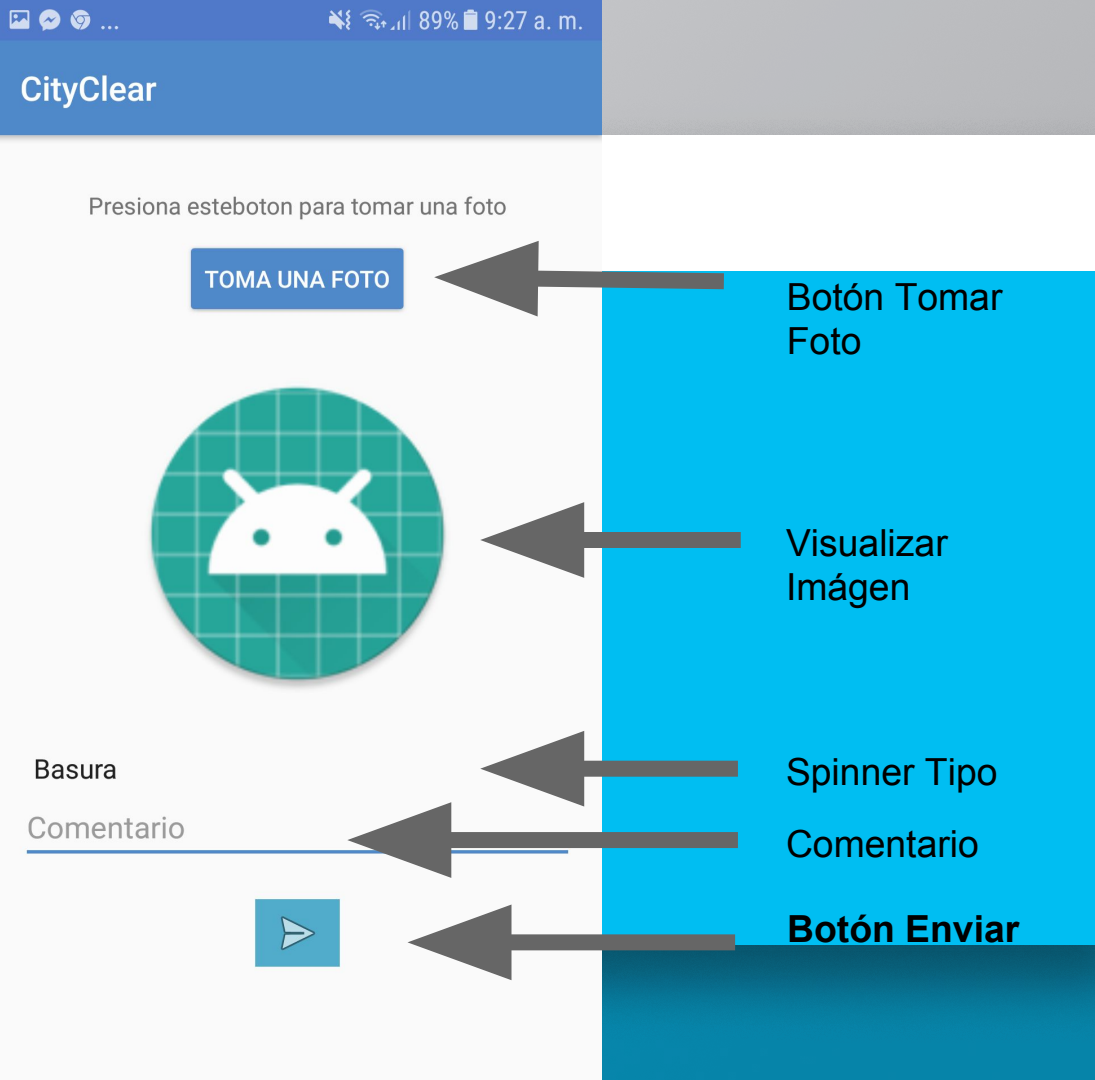 ... 89% 9:27 a. m.
CityClear
Presiona esteboton para tomar una foto
TOMA UNA FOTO
Botón Tomar
Foto
Visualizar
Imágen
Basura
Spinner Tipo
Comentario
Comentario
Botón Enviar